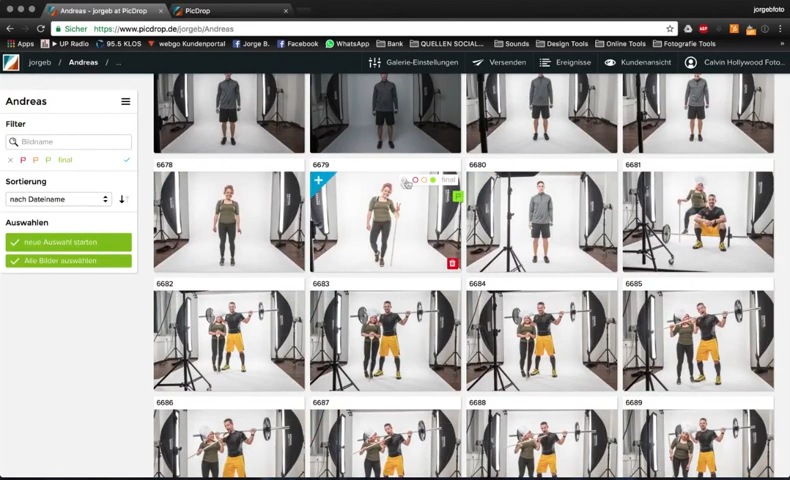 Andreas - jorgeb at PicDrop
PicDrop
jorgebfoto
Sicher
https://www.picdrop.de/jorgeb/Andreas
Apps
UP Radio
95.5 KLOS
webgo Kundenportal
Jorge B.
Facebook
WhatsApp
Bank
QUELLEN SOCIAL...
Sounds
Design Tools
Online Tools
Fotografie Tools
jorgeb / Andreas / ...
Galerie-Einstellungen
Versenden
Ereignisse
Kundenansicht
Calvin Hollywood Foto...
Andreas
Filter
Bildname
final
Sortierung
nach Dateiname
Auswahlen
neue Auswahl starten
Alle Bilder auswählen
6678
6679
6680
6681
final
6682
6683
6684
6685
6686
6687
6688
6689